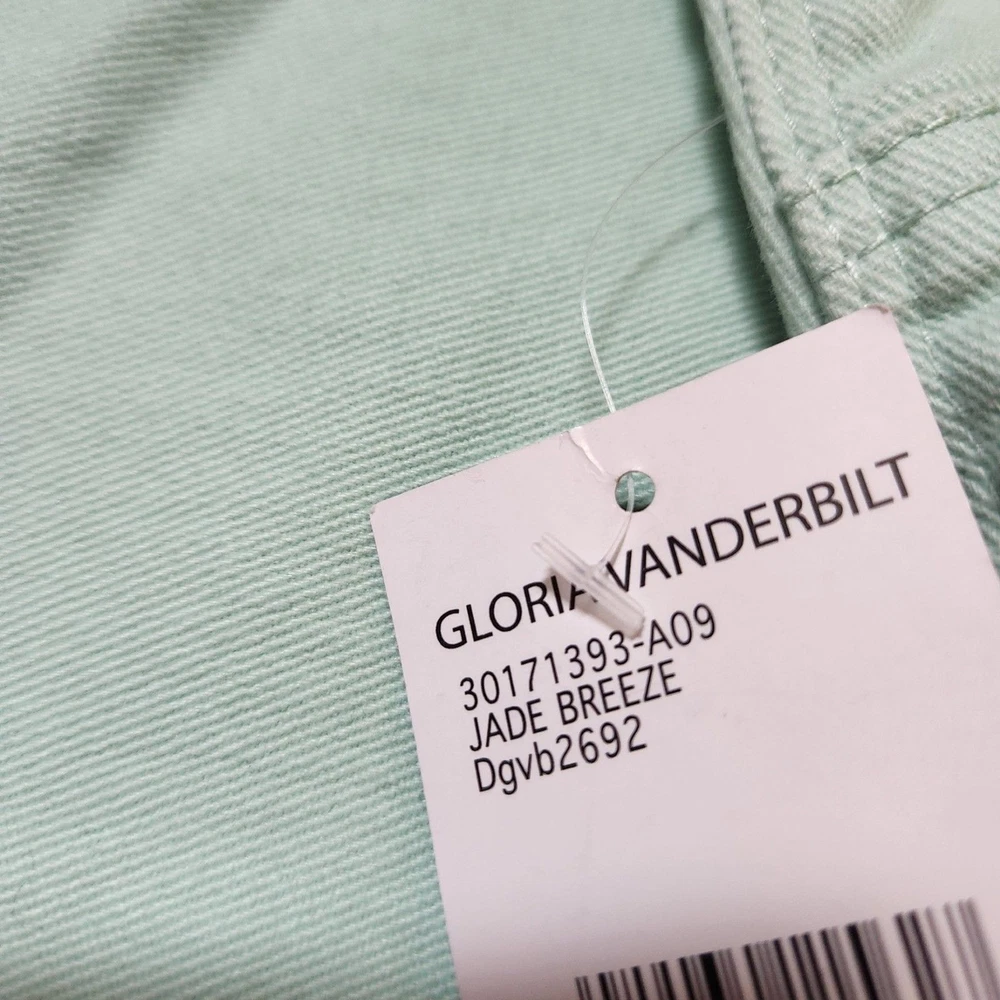 GLORIA VANDERBILT
30171393-A09
JADE BREEZE
Dgvb2692